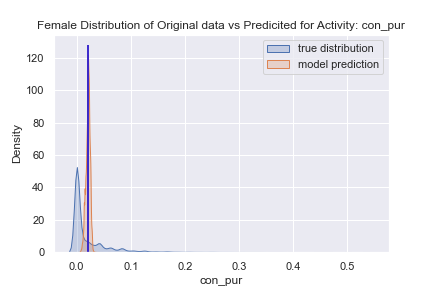 Female Distribution of Original data vs Predicited for Activity: con_pur
true distribution
model prediction
120
100
80
60
40
20
0
Density
0.0 0.1 0.2 0.3 0.4 0.5
con_pur